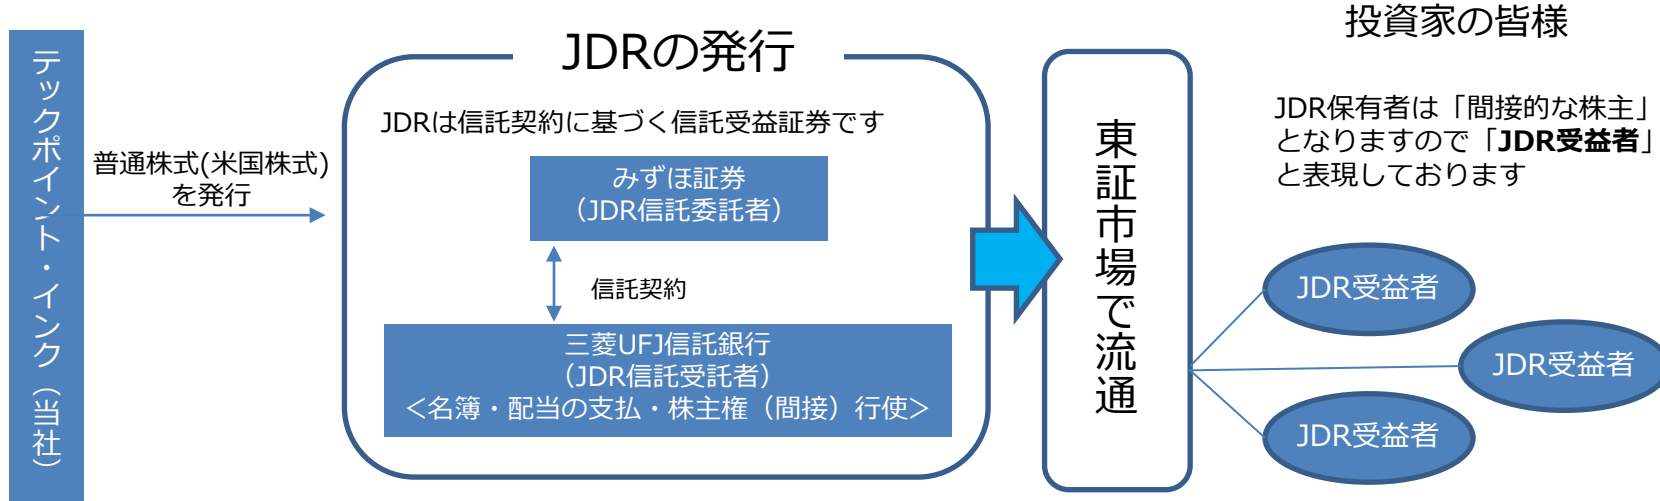 テックポイント・インク（当社）
普通株式(米国株式)
を発行
JDRの発行
JDRは信託契約に基づく信託受益証券です
みずほ証券
（JDR信託委託者）
信託契約
三菱UFJ信託銀行
（JDR信託受託者）
＜名簿・配当の支払・株主権（間接）行使＞
東証市場で流通
投資家の皆様
JDR保有者は「間接的な株主」
となりますので「JDR受益者」
と表現しております
JDR受益者
JDR受益者
JDR受益者